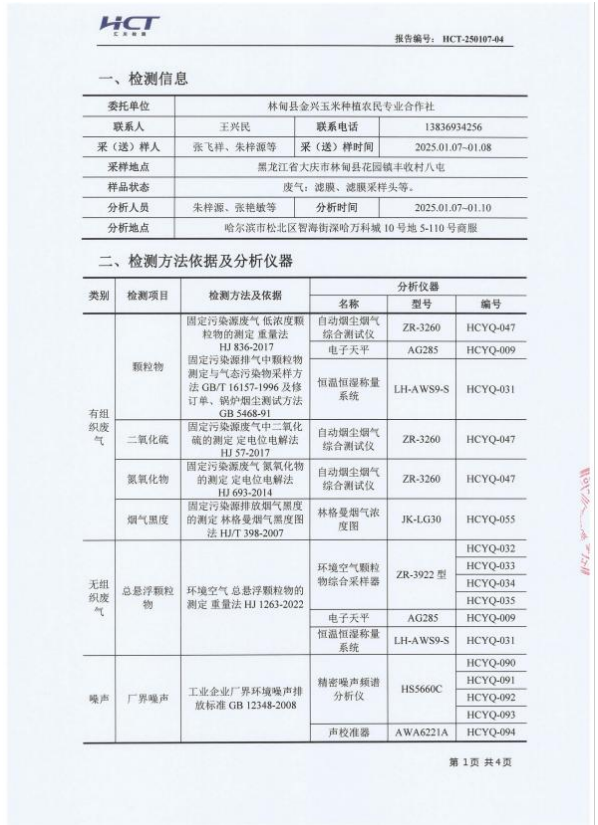 HCT
报告编号： HCT-250107-04
一、检测信息
委托单位 林甸县金兴玉米种植农民专业合作社
联系人 王兴民 联系电话 13836934256
采（送）样人 张飞祥、朱梓源等 采（送）样时间 2025.01.07~01.08
采样地点 黑龙江省大庆市林甸县花园镇丰收村八屯
样品状态 废气：滤膜、滤膜采样头等。
分析人员 朱梓源、张艳敏等 分析时间 2025.01.07~01.10
分析地点 哈尔滨市松北区智海街深哈万科城 10 号地 5-110 号商服
二、检测方法依据及分析仪器
类别 检测项目 检测方法及依据 分析仪器
名称 型号 编号
有组
织废
气
颗粒物
固定污染源废气 低浓度颗
粒物的测定 重量法
HJ 836-2017
固定污染源排气中颗粒物
测定与气态污染物采样方
法 GB/T 16157-1996 及修
订单、锅炉烟尘测试方法
GB 5468-91
自动烟尘烟气
综合测试仪
ZR-3260 HCYQ-047
电子天平 AG285 HCYQ-009
恒温恒湿称量
系统
LH-AWS9-S HCYQ-031
二氧化硫
固定污染源废气中二氧化
硫的测定 定电位电解法
HJ 57-2017
自动烟尘烟气
综合测试仪
ZR-3260 HCYQ-047
氮氧化物
固定污染源废气 氮氧化物
的测定 定电位电解法
HJ 693-2014
自动烟尘烟气
综合测试仪
ZR-3260 HCYQ-047
烟气黑度
固定污染源排放烟气黑度
的测定 林格曼烟气黑度图
法 HJ/T 398-2007
林格曼烟气浓
度图
JK-LG30 HCYQ-055
无组
织废
气
总悬浮颗粒
物
环境空气 总悬浮颗粒物的
测定 重量法 HJ 1263-2022
环境空气颗粒
物综合采样器
ZR-3922 型
HCYQ-032
HCYQ-033
HCYQ-034
HCYQ-035
电子天平 AG285 HCYQ-009
恒温恒湿称量
系统
LH-AWS9-S HCYQ-031
噪声 厂界噪声
工业企业厂界环境噪声排
放标准 GB 12348-2008
精密噪声频谱
分析仪
HS5660C
HCYQ-090
HCYQ-091
HCYQ-092
HCYQ-093
声校准器 AWA6221A HCYQ-094
第 1页 共4页